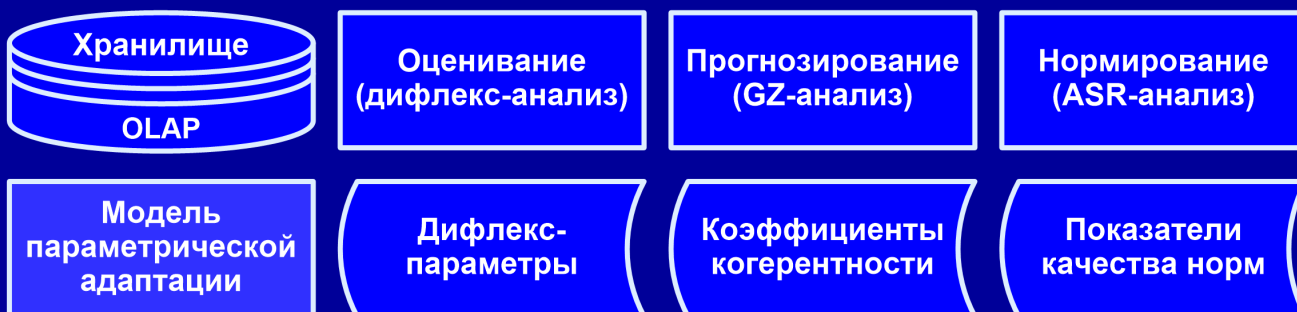 Хранилище
OLAP
Оценивание
(дифлекс-анализ)
Прогнозирование
(GZ-анализ)
Нормирование
(ASR-анализ)
Модель
параметрической
адаптации
Дифлекс-
параметры
Коэффициенты
когерентности
Показатели
качества норм